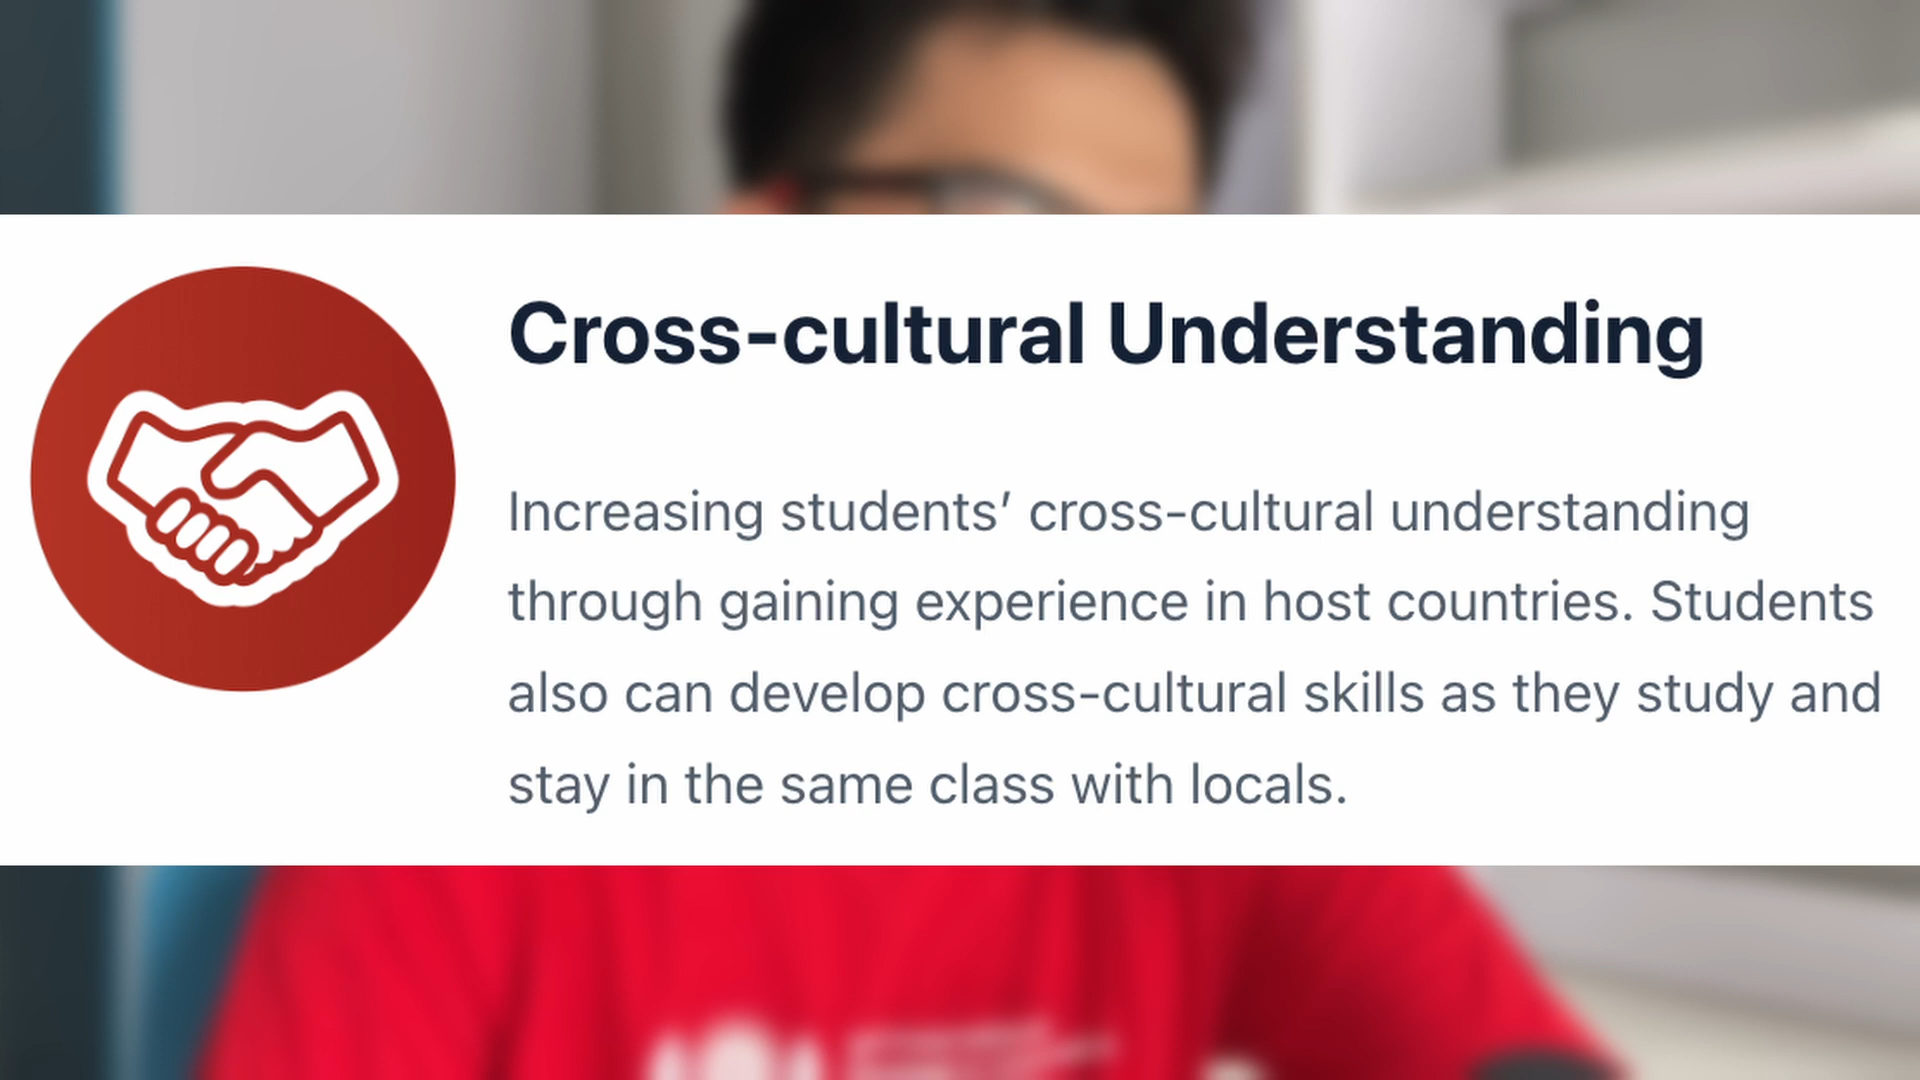 Cross-cultural Understanding
Increasing students’ cross-cultural understanding
through gaining experience in host countries. Students
also can develop cross-cultural skills as they study and
stay in the same class with locals.